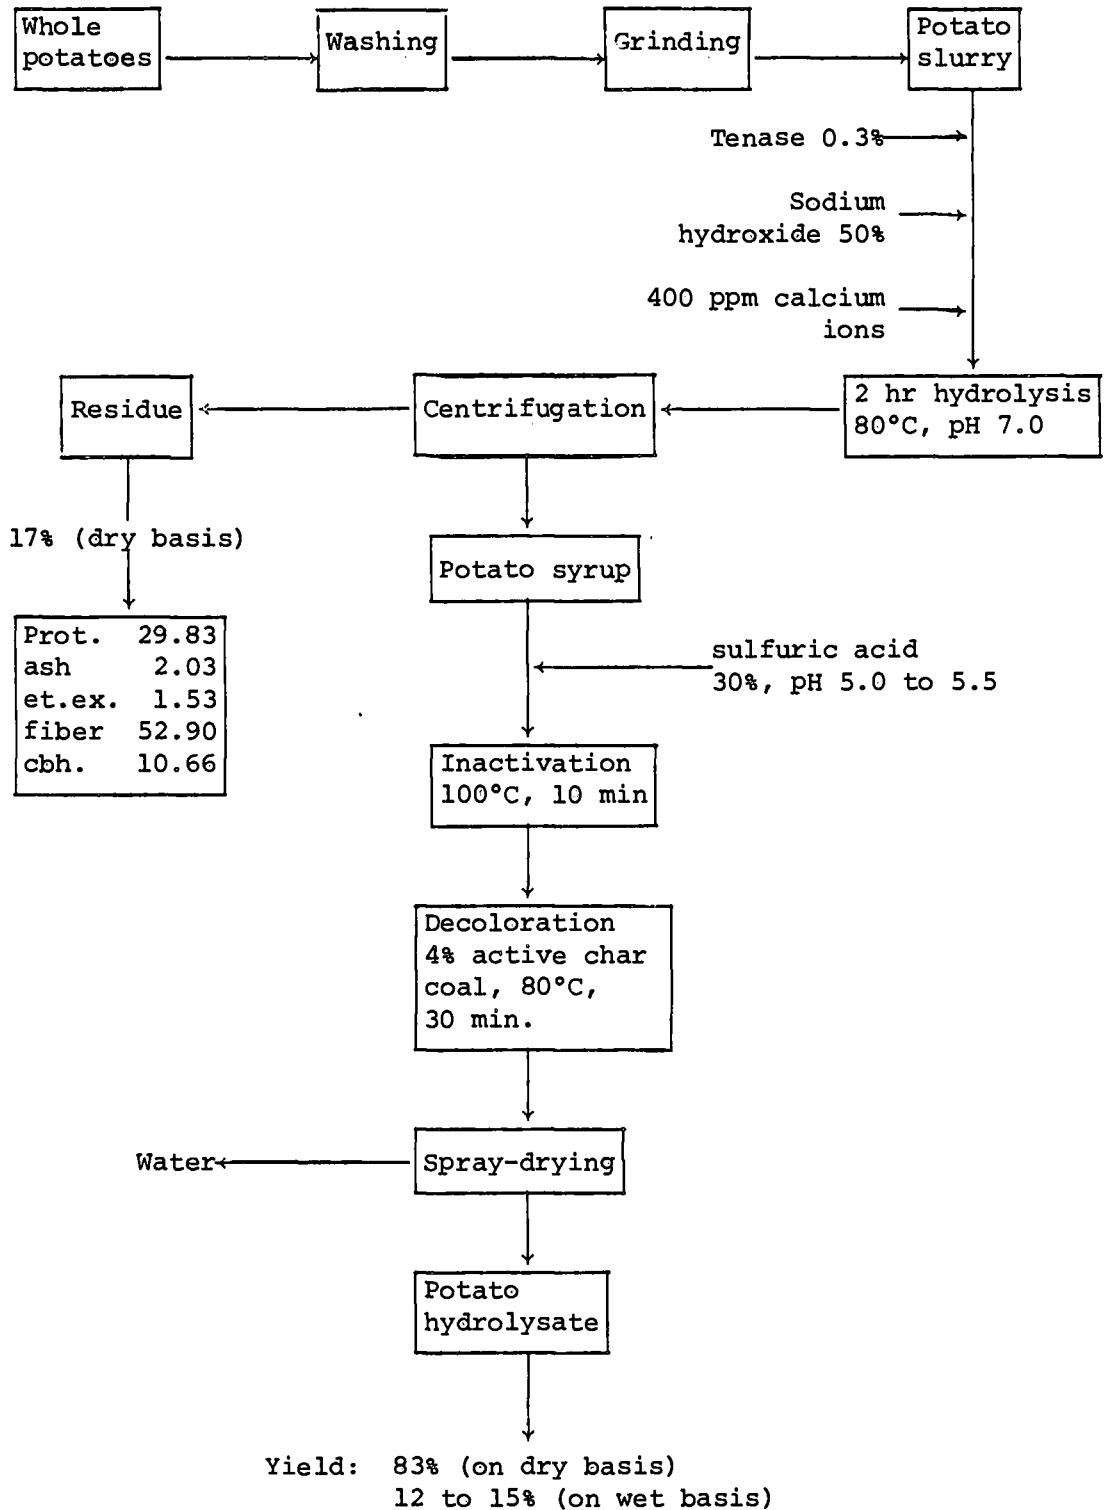 Whole
potatoes
Washing
Grinding
Potato
slurry
Tenase 0.3%
Sodium
hydroxide 50%
400 ppm calcium
ions
2 hr hydrolysis
80°C, pH 7.0
Centrifugation
Residue
17% (dry basis)
Prot. 29.83
ash 2.03
et.ex. 1.53
fiber 52.90
cbh. 10.66
Potato syrup
sulfuric acid
30%, pH 5.0 to 5.5
Inactivation
100°C, 10 min
Decoloration
4% active char
coal, 80°C,
30 min.
Spray-drying
Water
Potato
hydrolysate
Yield: 83% (on dry basis)
12 to 15% (on wet basis)